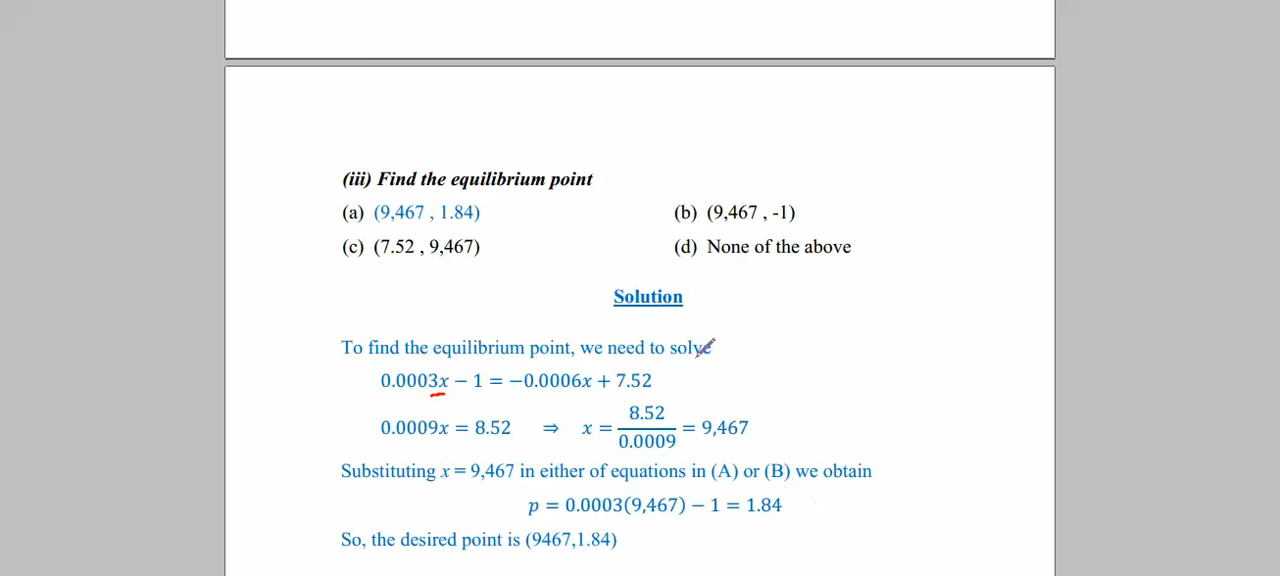 (iii) Find the equilibrium point
(a) (9,467 , 1.84) (b) (9,467 , -1)
(c) (7.52 , 9,467) (d) None of the above
Solution
To find the equilibrium point, we need to solve
0.0003x − 1 = −0.0006x + 7.52
0.0009x = 8.52 ⇒ x = 8.52/0.0009 = 9,467
Substituting x = 9,467 in either of equations in (A) or (B) we obtain
p = 0.0003(9,467) − 1 = 1.84
So, the desired point is (9467,1.84)